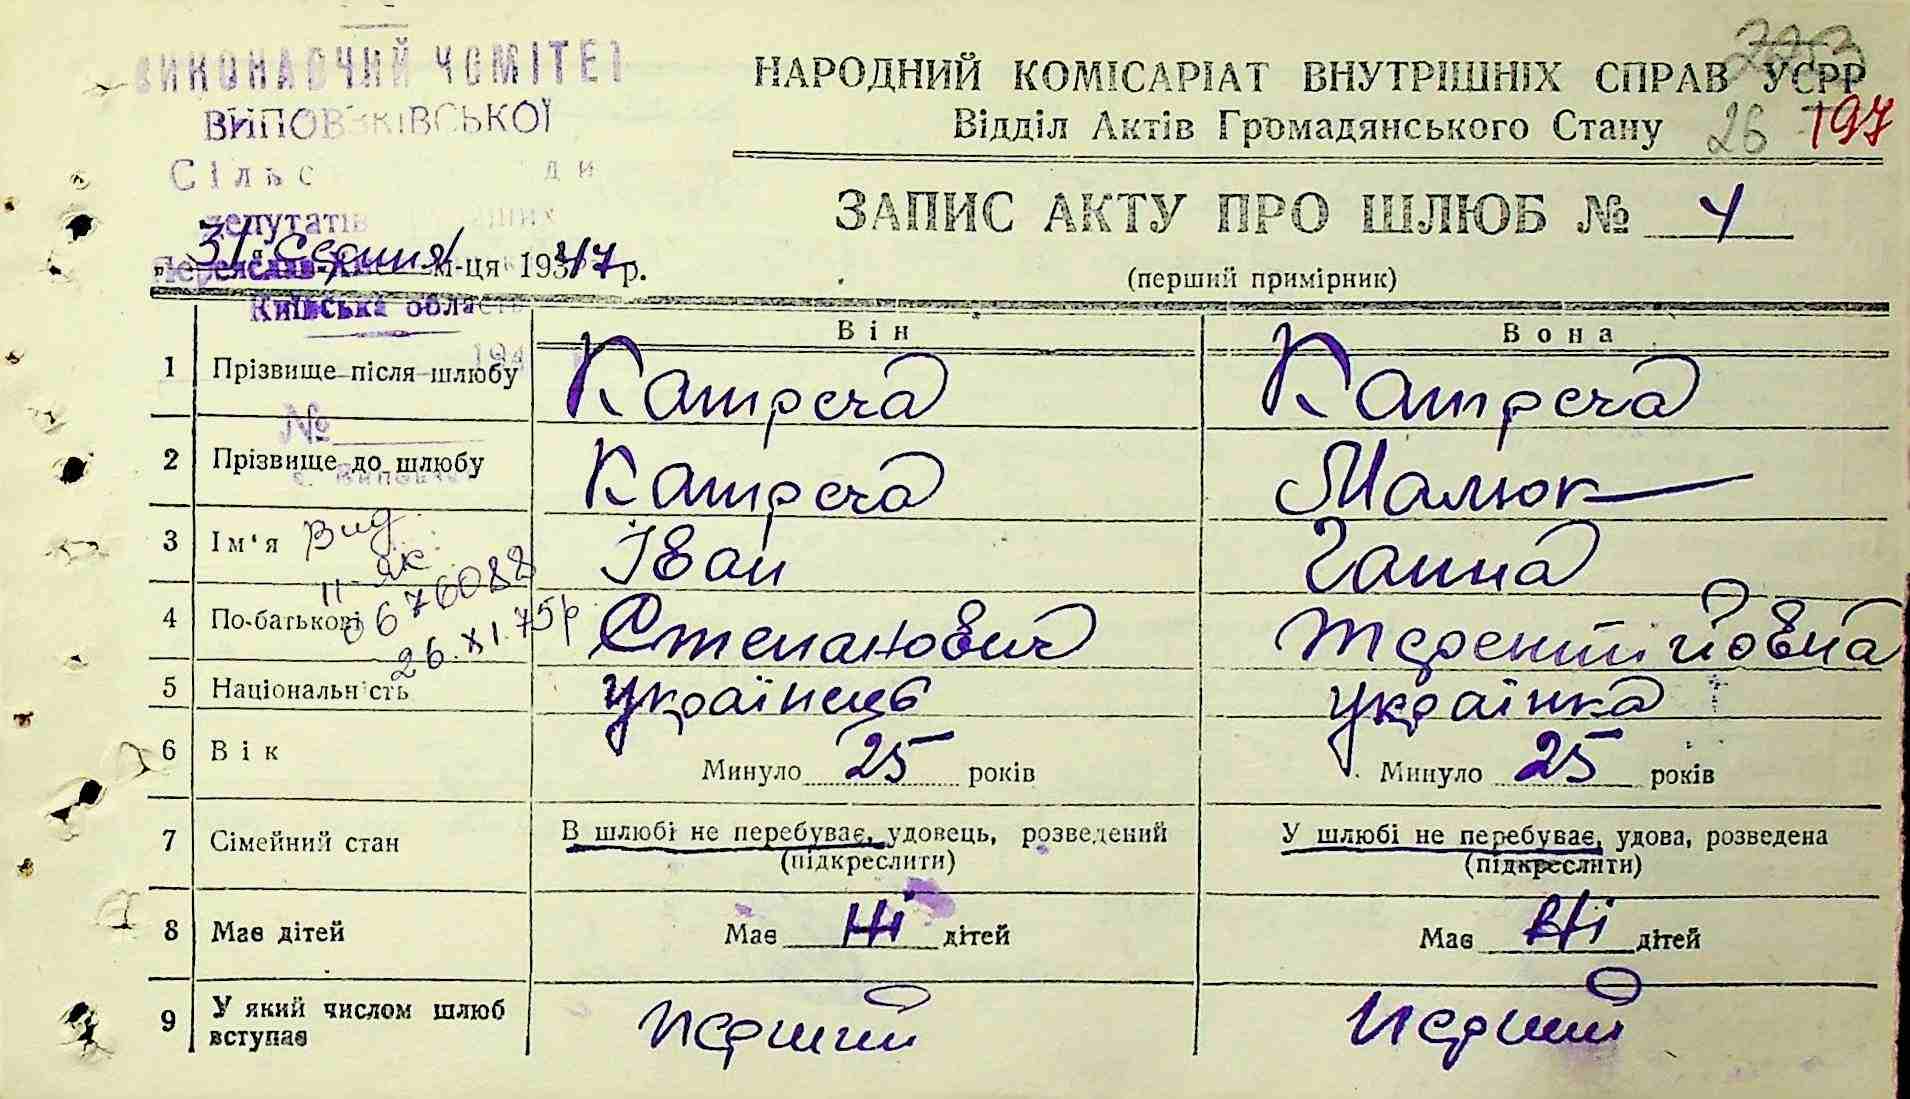 ВИКОНАВЧИЙ КОМІТЕТ
ВИПОВЗКІВСЬКОЇ
депутатів
Київська область
194
№
НАРОДНИЙ КОМІСАРІАТ ВНУТРІШНІХ СПРАВ УСРР
Відділ Актів Громадянського Стану 26 197
ЗАПИС АКТУ ПРО ШЛЮБ № 4
(перший примірник)
„31“ Серпня м-ця 1947 р.
Він Вона
1 Прізвище після шлюбу Катреча Катреча
2 Прізвище до шлюбу Катреча Малюк
3 Ім'я Іван Ганна
Вид.
II-ЯК
676088
26.XI.75р
4 По-батькові Степанович Терентійовна
5 Національність українець українка
6 Вік Минуло 25 років Минуло 25 років
7 Сімейний стан В шлюбі не перебуває, удовець, розведений У шлюбі не перебуває, удова, розведена
(підкреслити) (підкреслити)
8 Має дітей Має Ні дітей Має Ні дітей
9 У який числом шлюб вступає перший перший